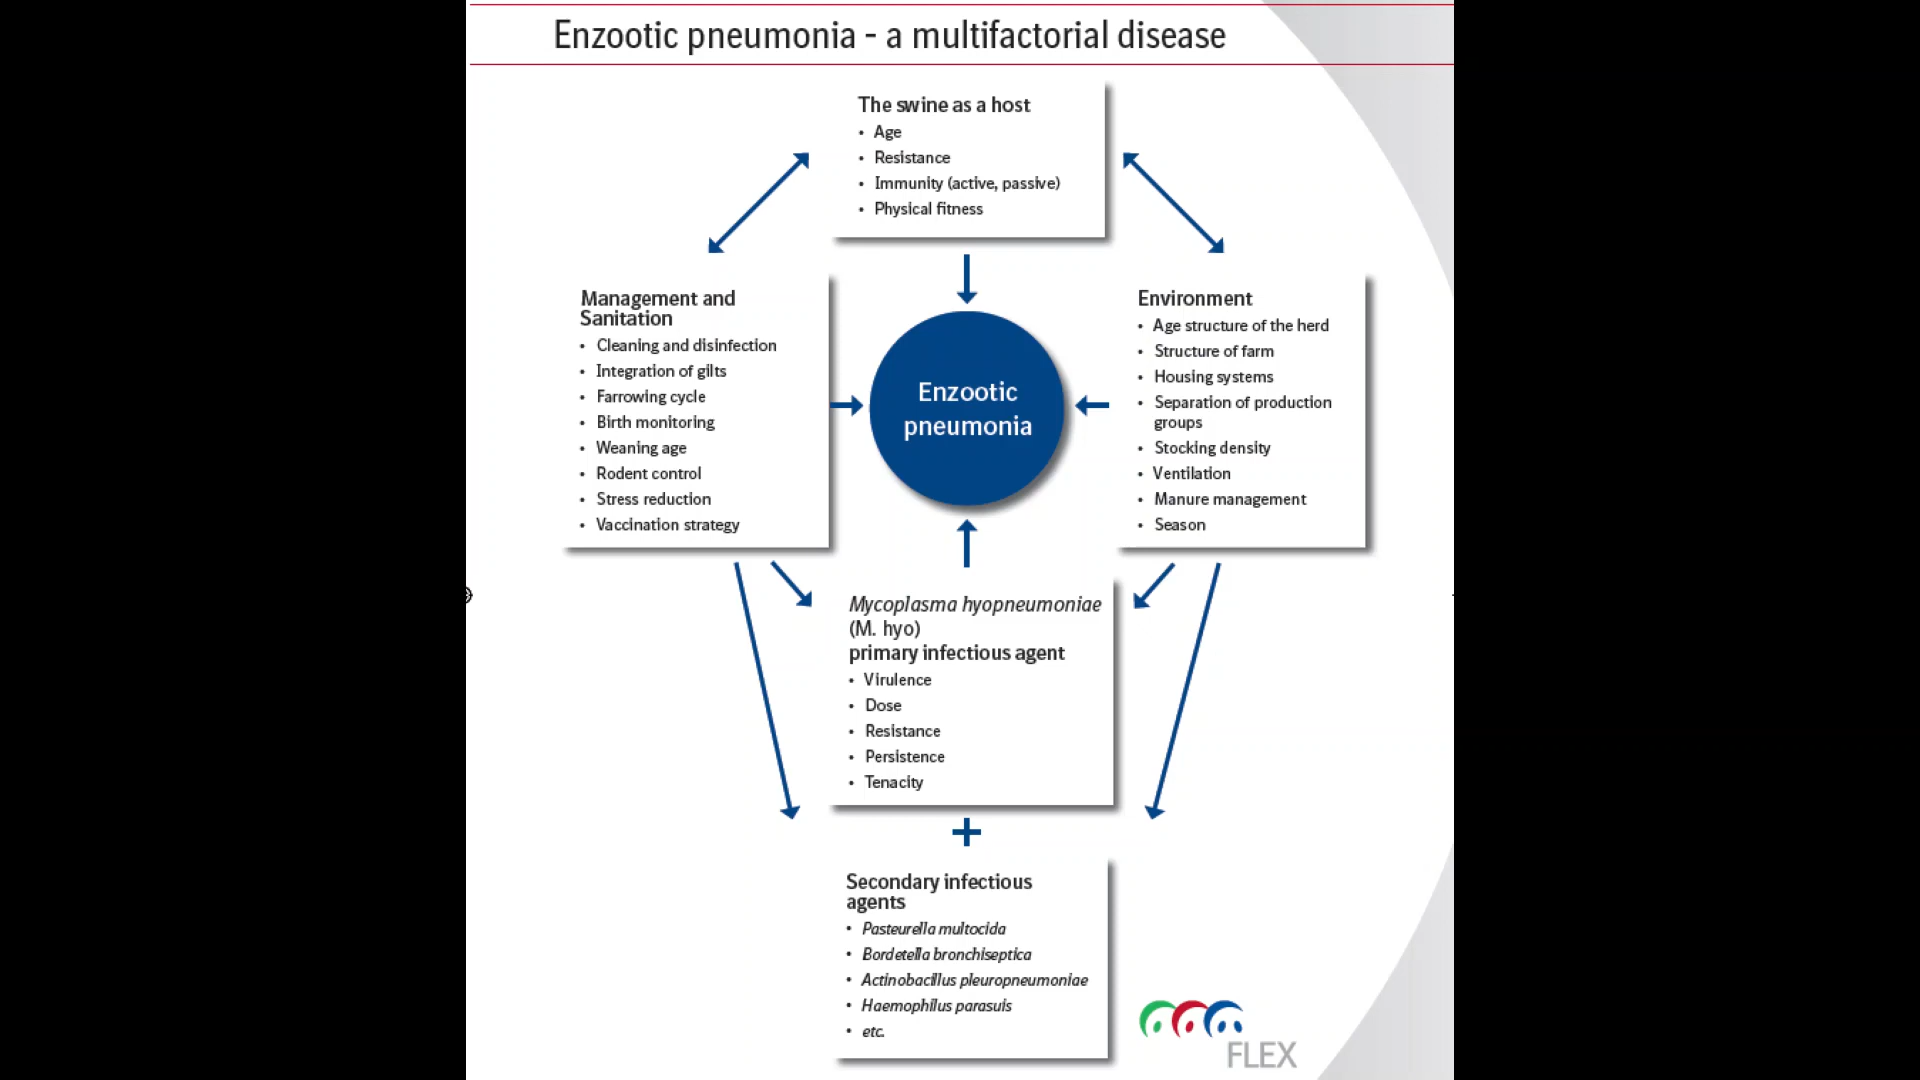 Enzootic pneumonia - a multifactorial disease
The swine as a host
• Age
• Resistance
• Immunity (active, passive)
• Physical fitness
Management and
Sanitation
• Cleaning and disinfection
• Integration of gilts
• Farrowing cycle
• Birth monitoring
• Weaning age
• Rodent control
• Stress reduction
• Vaccination strategy
Enzootic
pneumonia
Environment
• Age structure of the herd
• Structure of farm
• Housing systems
• Separation of production
groups
• Stocking density
• Ventilation
• Manure management
• Season
Mycoplasma hyopneumoniae
(M. hyo)
primary infectious agent
• Virulence
• Dose
• Resistance
• Persistence
• Tenacity
+
Secondary infectious
agents
• Pasteurella multocida
• Bordetella bronchiseptica
• Actinobacillus pleuropneumoniae
• Haemophilus parasuis
• etc.
FLEX